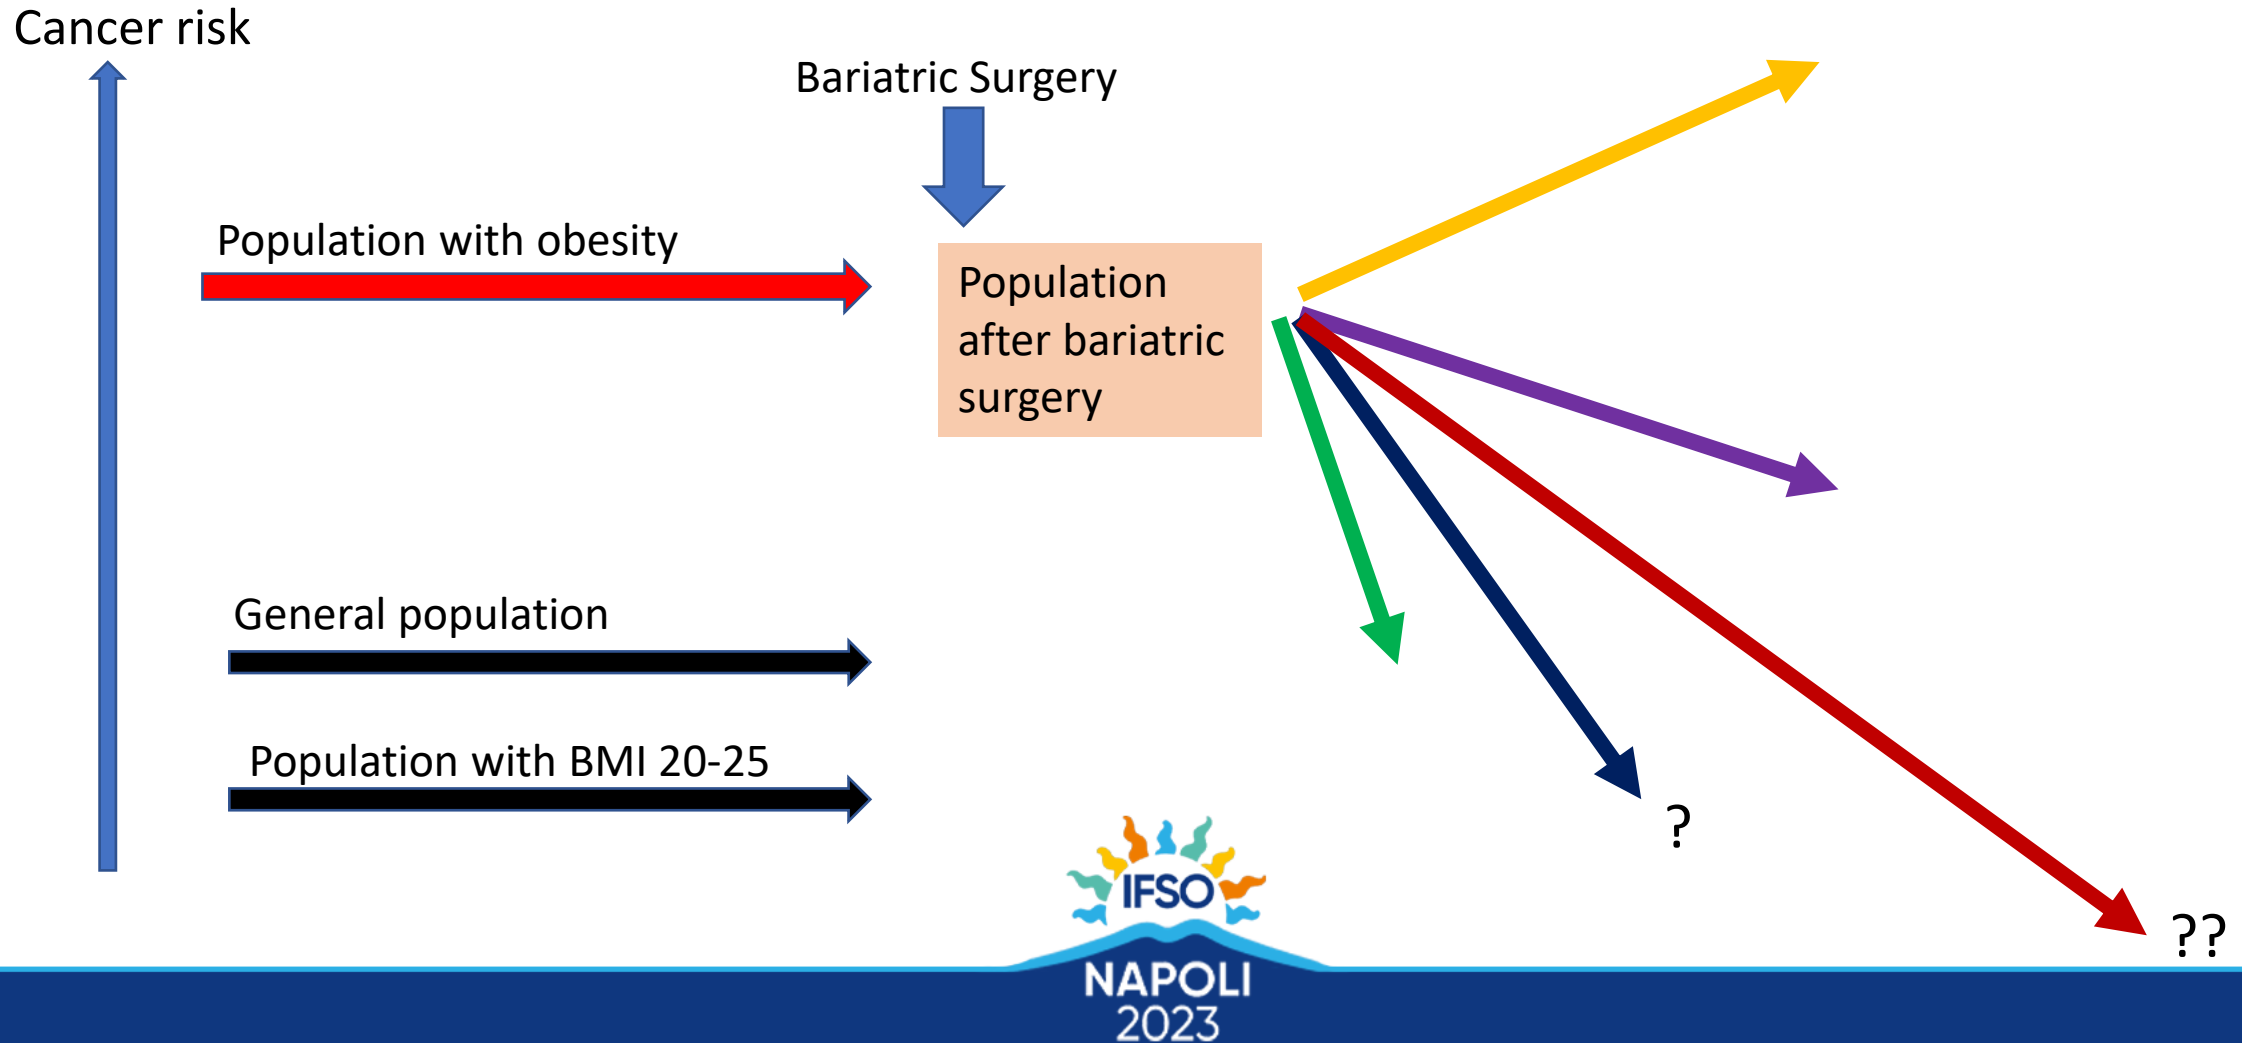 Cancer risk
Bariatric Surgery
Population with obesity
Population
after bariatric
surgery
General population
Population with BMI 20-25
?
??
IFSO
NAPOLI
2023